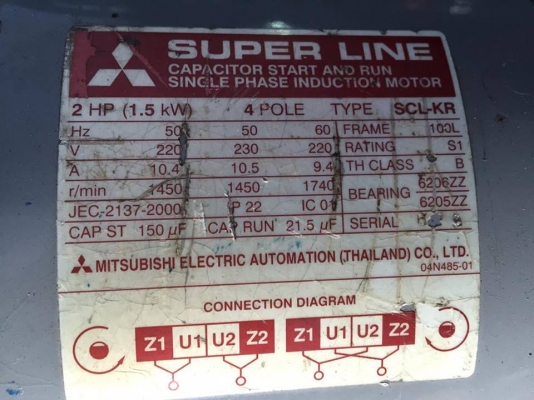 SUPER LINE
CAPACITOR START AND RUN
SINGLE PHASE INDUCTION MOTOR
2 HP (1.5 kW) 4 POLE TYPE SCL-KR
Hz 50 50 60 FRAME 103L
V 220 230 220 RATING S1
A 10.4 10.5 9.4 TH CLASS B
r/min 1450 1450 1740 BEARING 6206ZZ
JEC-2137-2000 IP 22 IC 01 6205ZZ
CAP ST 150 µF CAP RUN 21.5 µF SERIAL
MITSUBISHI ELECTRIC AUTOMATION (THAILAND) CO., LTD.
04N485-01
CONNECTION DIAGRAM
Z1 U1 U2 Z2 Z1 U1 U2 Z2